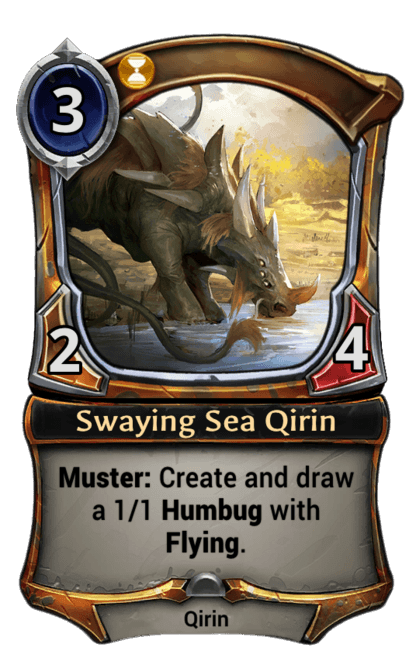 3
2
4
Swaying Sea Qirin
Muster: Create and draw
a 1/1 Humbug with
Flying.
Qirin